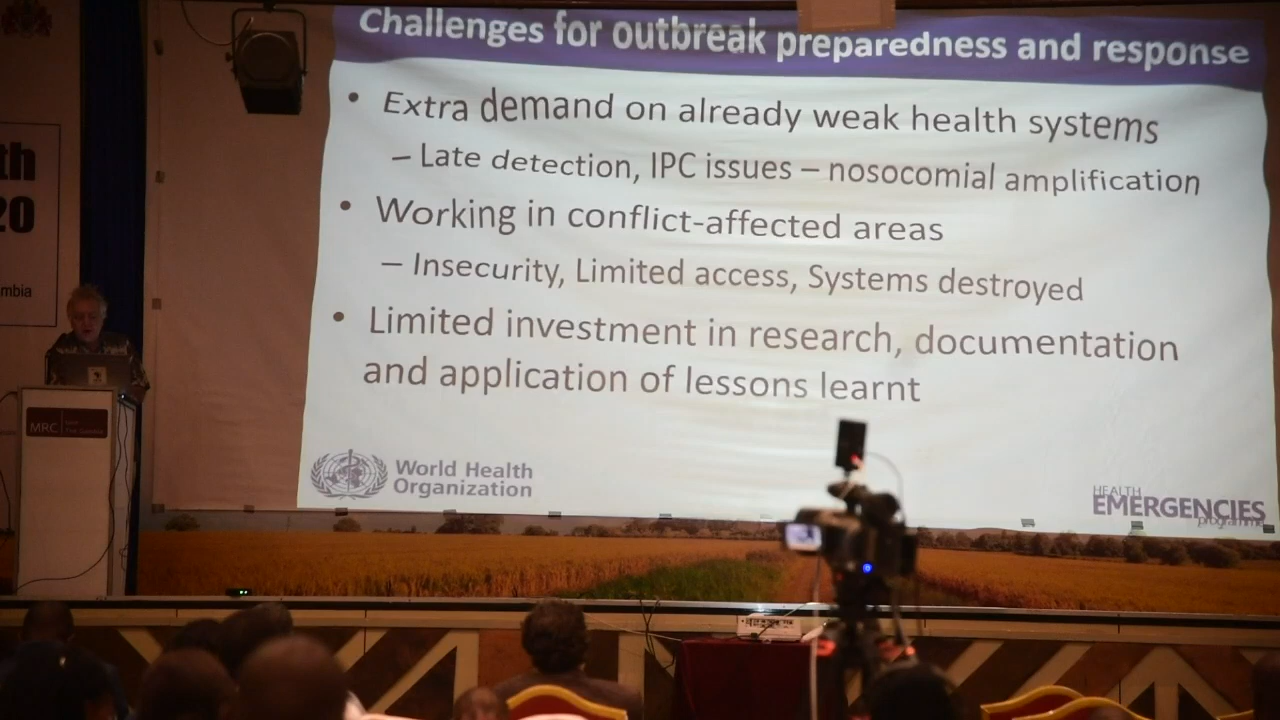 Challenges for outbreak preparedness and response
• Extra demand on already weak health systems
– Late detection, IPC issues – nosocomial amplification
• Working in conflict-affected areas
– Insecurity, Limited access, Systems destroyed
• Limited investment in research, documentation
and application of lessons learnt
World Health
Organization
HEALTH
EMERGENCIES
programme
th
20
mbia
MRC